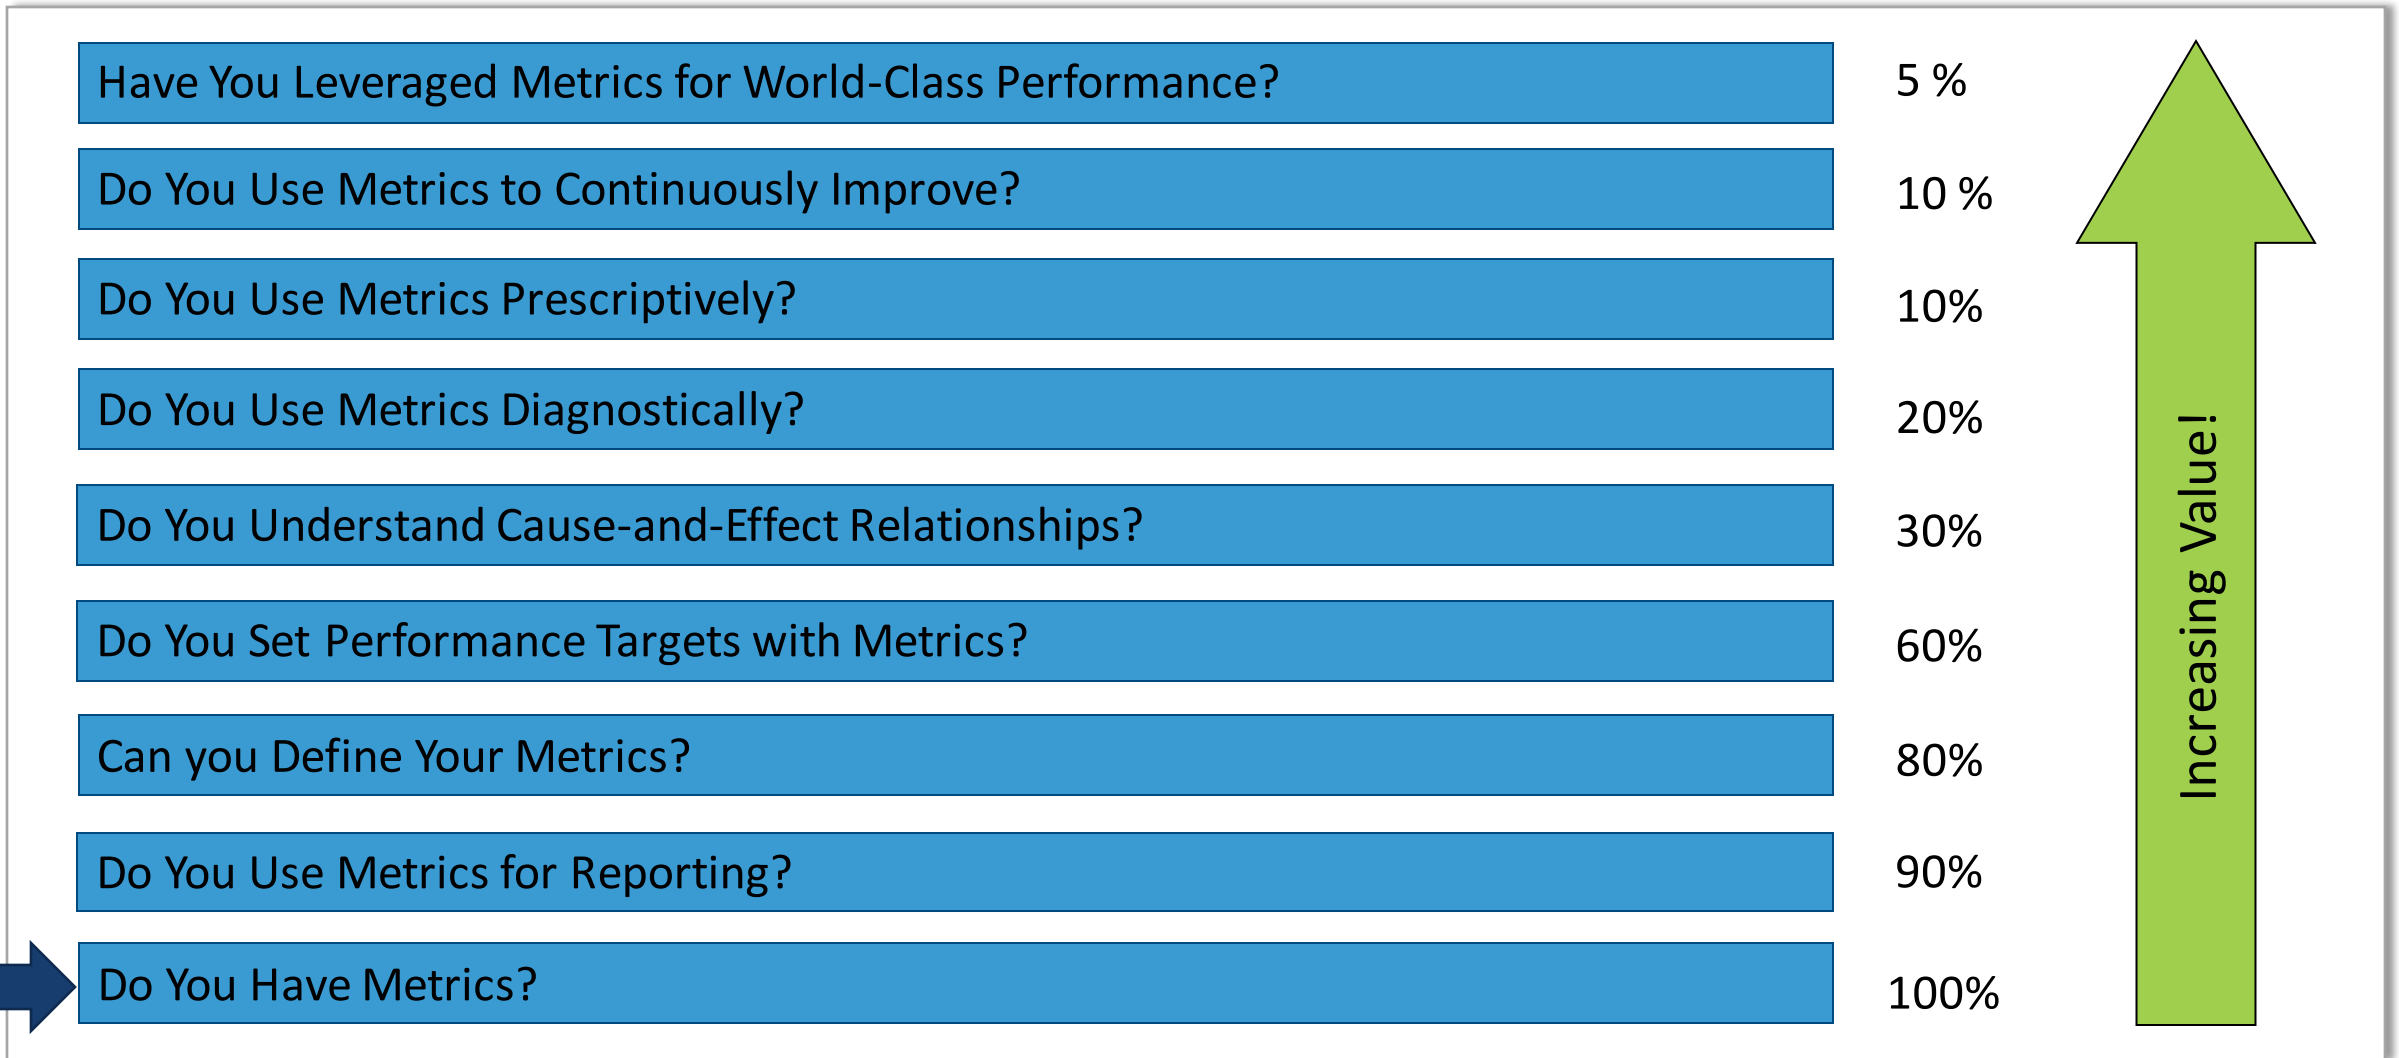 Have You Leveraged Metrics for World-Class Performance? 5 %
Do You Use Metrics to Continuously Improve? 10 %
Do You Use Metrics Prescriptively? 10%
Do You Use Metrics Diagnostically? 20%
Do You Understand Cause-and-Effect Relationships? 30%
Do You Set Performance Targets with Metrics? 60%
Can you Define Your Metrics? 80%
Do You Use Metrics for Reporting? 90%
Do You Have Metrics? 100%
Increasing Value!